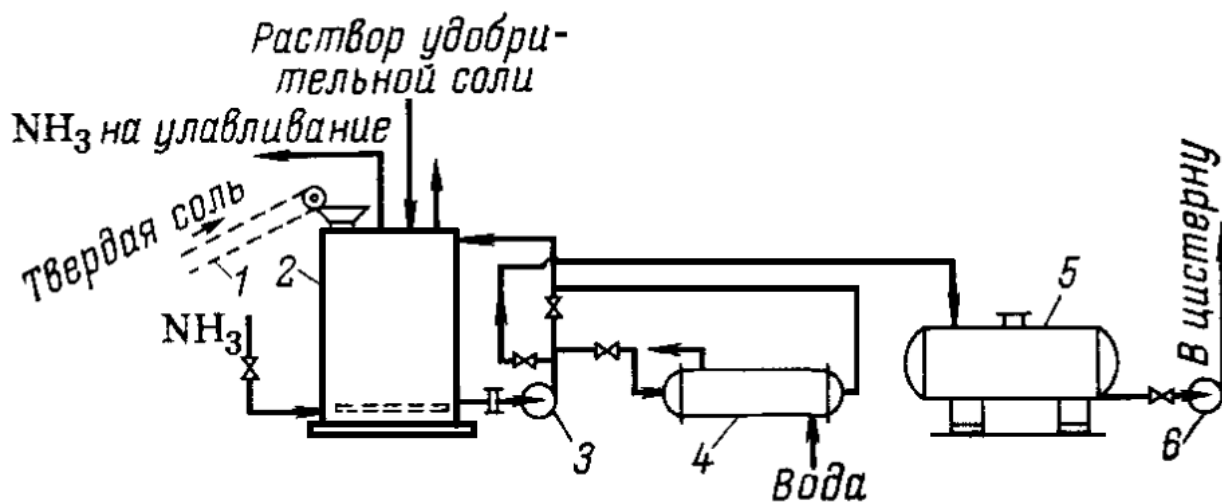 Раствор удобри-
тельной соли
NH₃ на улавливание
Твердая соль
1
2
NH₃
3
4
Вода
5
В цистерну
6